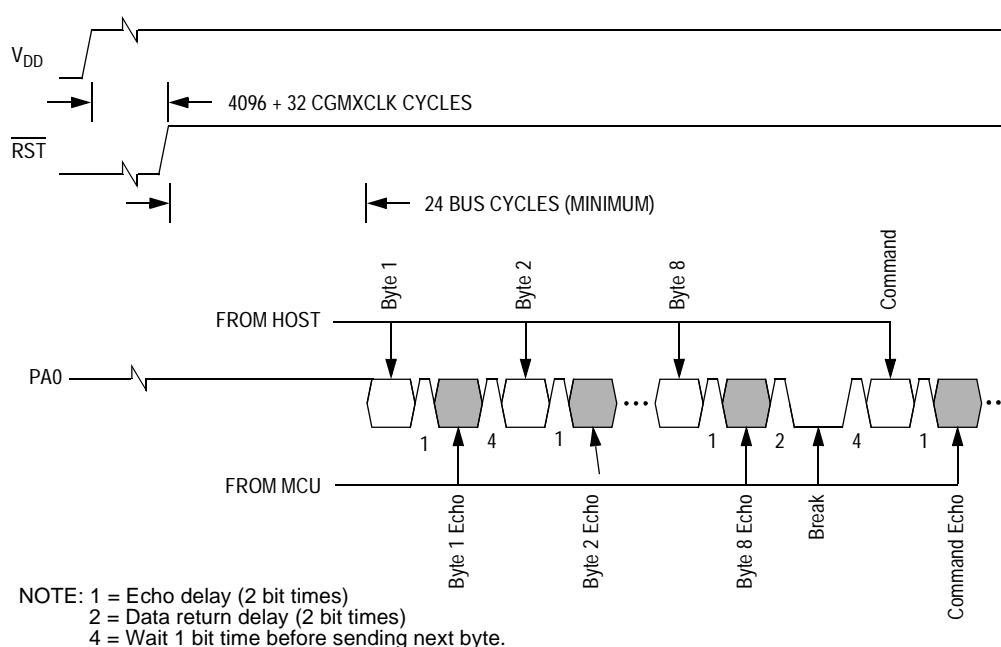 VDD
4096 + 32 CGMXCLK CYCLES
RST
24 BUS CYCLES (MINIMUM)
Byte 1
Byte 2
Byte 8
Command
FROM HOST
PA0
1
4
1
1
2
4
1
FROM MCU
Byte 1 Echo
Byte 2 Echo
Byte 8 Echo
Break
Command Echo
NOTE: 1 = Echo delay (2 bit times)
2 = Data return delay (2 bit times)
4 = Wait 1 bit time before sending next byte.